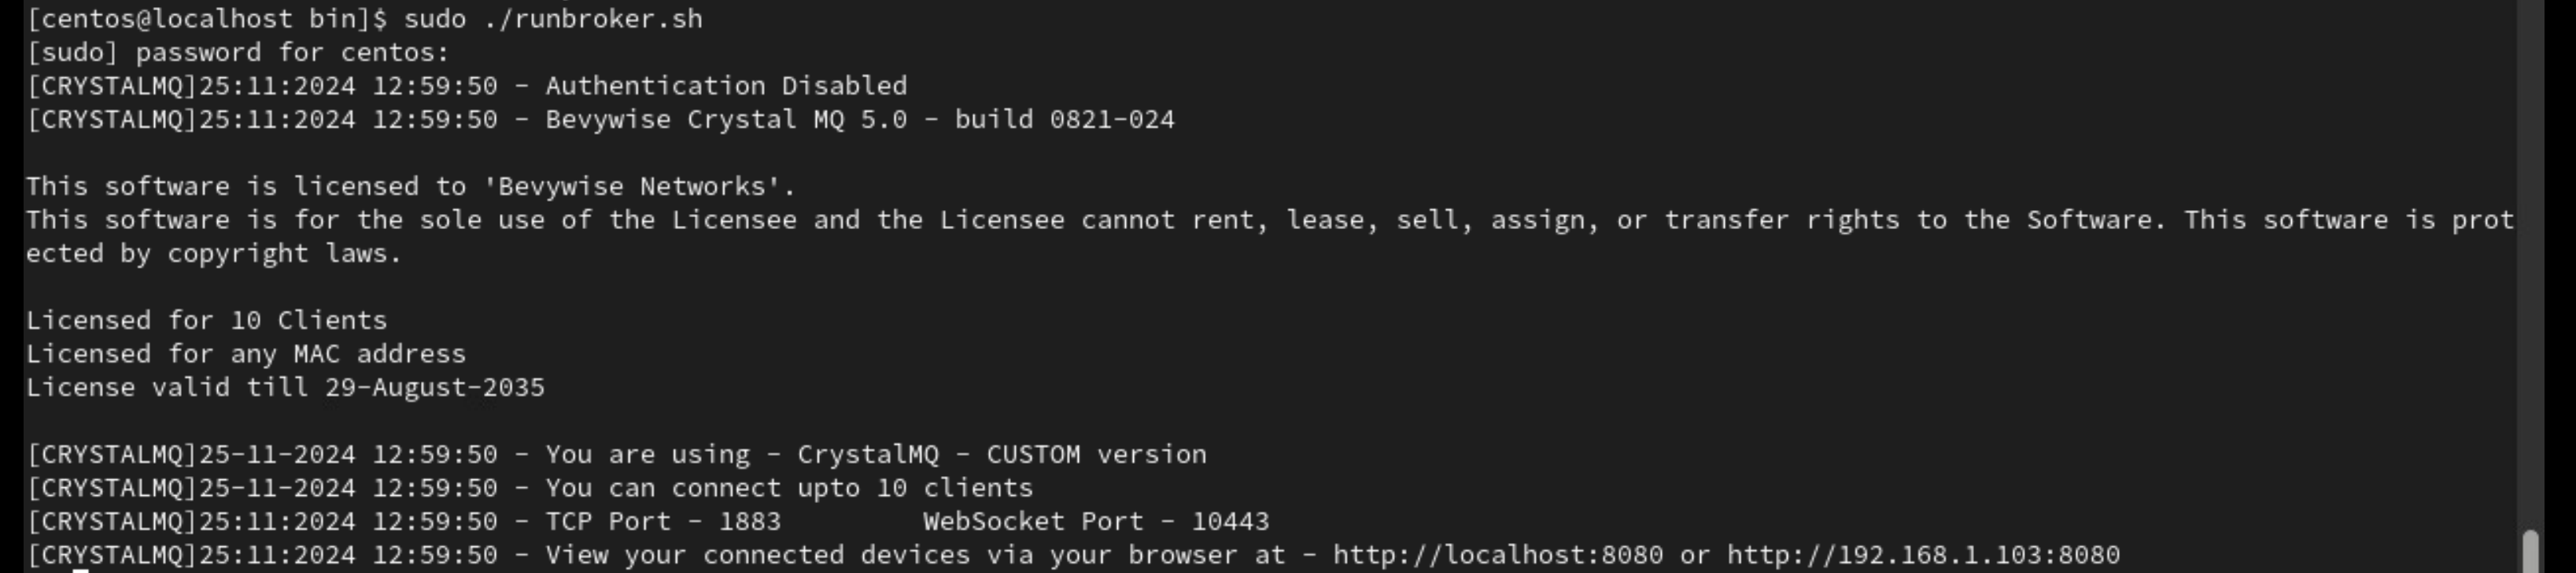 [centos@localhost bin]$ sudo ./runbroker.sh
[sudo] password for centos:
[CRYSTALMQ]25:11:2024 12:59:50 - Authentication Disabled
[CRYSTALMQ]25:11:2024 12:59:50 - Bevywise Crystal MQ 5.0 - build 0821-024
This software is licensed to 'Bevywise Networks'.
This software is for the sole use of the Licensee and the Licensee cannot rent, lease, sell, assign, or transfer rights to the Software. This software is prot
ected by copyright laws.
Licensed for 10 Clients
Licensed for any MAC address
License valid till 29-August-2035
[CRYSTALMQ]25-11-2024 12:59:50 - You are using - CrystalMQ - CUSTOM version
[CRYSTALMQ]25-11-2024 12:59:50 - You can connect upto 10 clients
[CRYSTALMQ]25:11:2024 12:59:50 - TCP Port - 1883         WebSocket Port - 10443
[CRYSTALMQ]25:11:2024 12:59:50 - View your connected devices via your browser at - http://localhost:8080 or http://192.168.1.103:8080